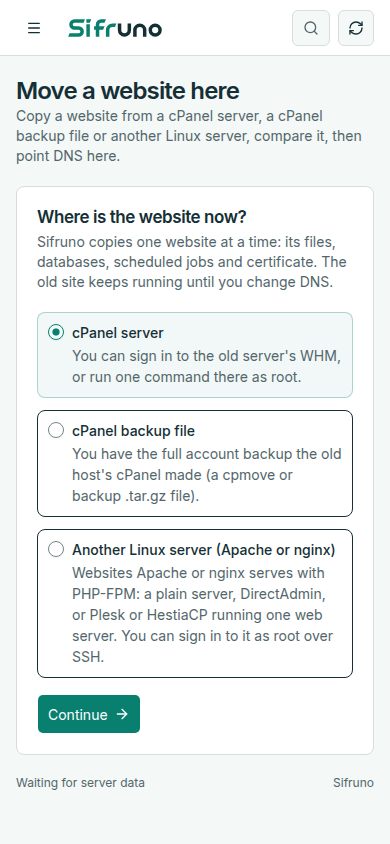 Sifruno
Move a website here
Copy a website from a cPanel server, a cPanel
backup file or another Linux server, compare it, then
point DNS here.
Where is the website now?
Sifruno copies one website at a time: its files,
databases, scheduled jobs and certificate. The
old site keeps running until you change DNS.
cPanel server
You can sign in to the old server's WHM,
or run one command there as root.
cPanel backup file
You have the full account backup the old
host's cPanel made (a cpmove or
backup .tar.gz file).
Another Linux server (Apache or nginx)
Websites Apache or nginx serves with
PHP-FPM: a plain server, DirectAdmin,
or Plesk or HestiaCP running one web
server. You can sign in to it as root over
SSH.
Continue
Waiting for server data
Sifruno